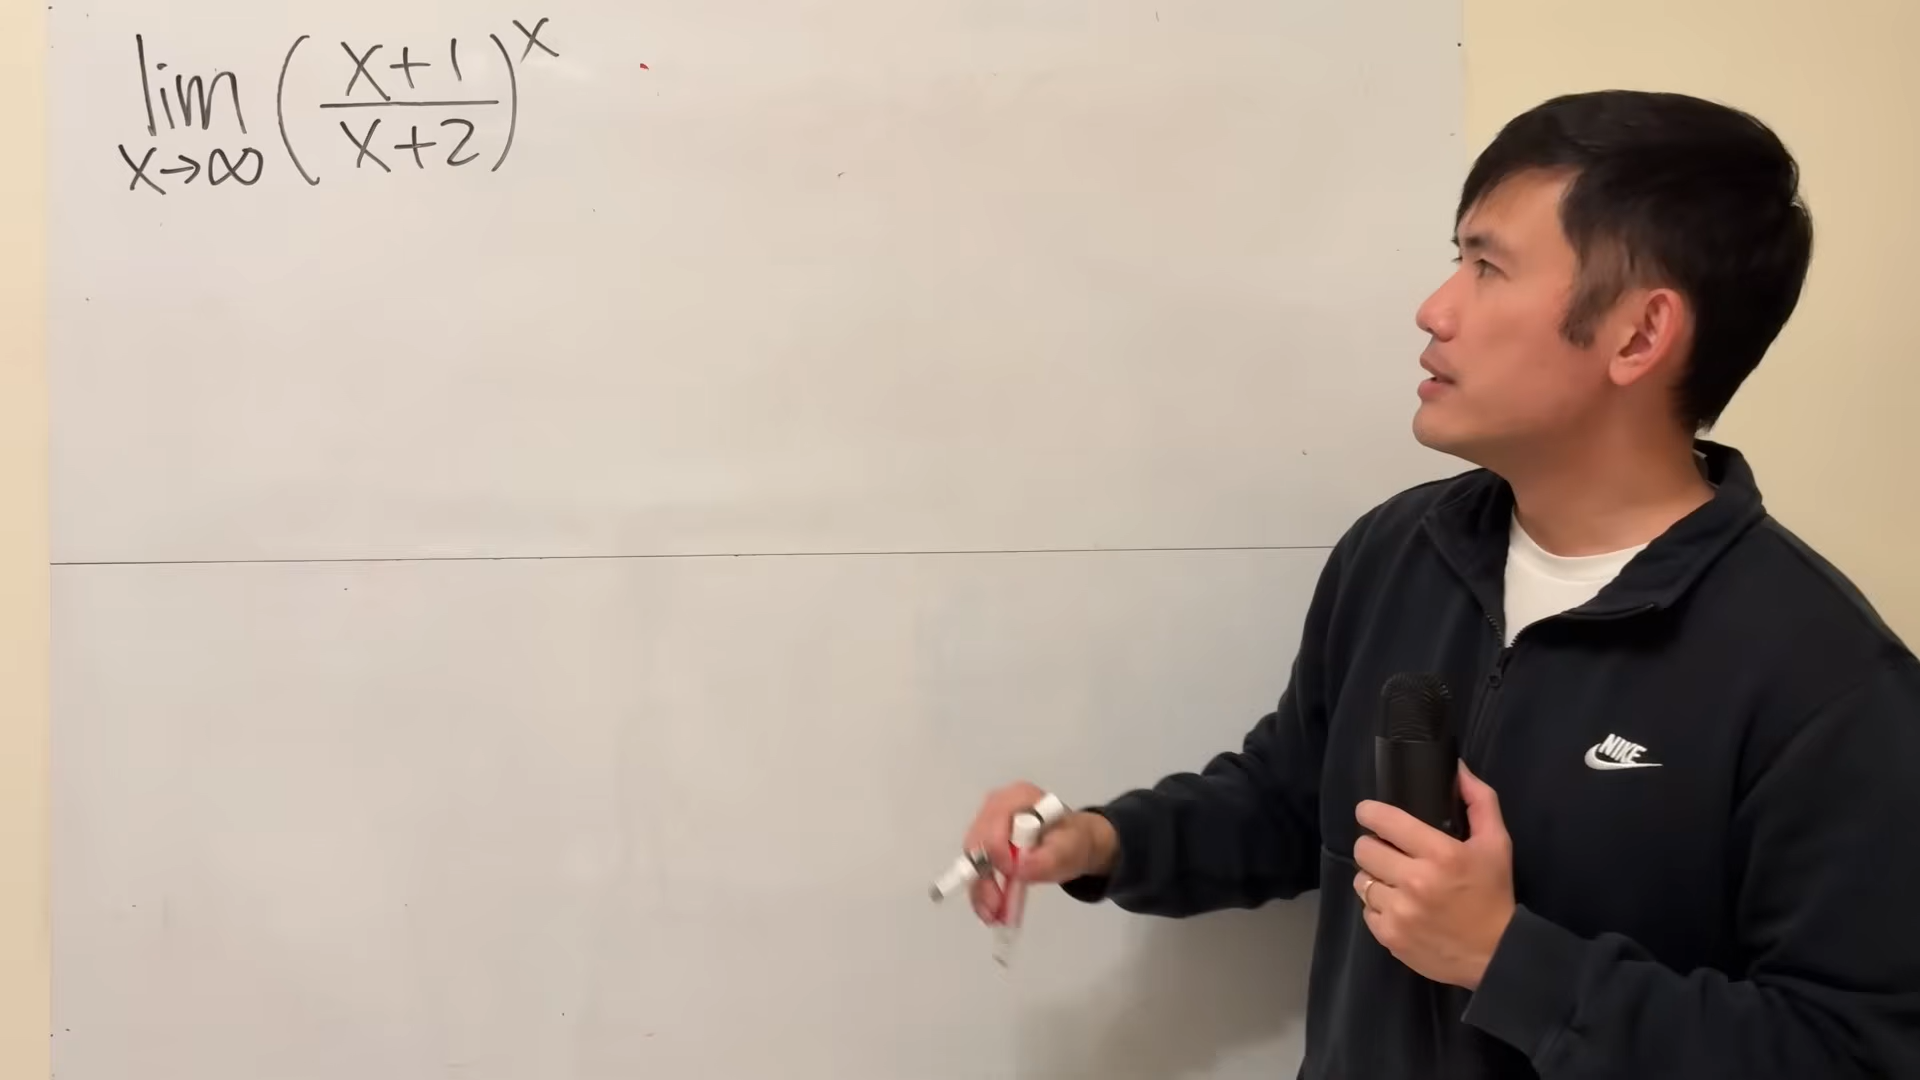 lim x→∞ ((x+1)/(x+2))^x
NIKE